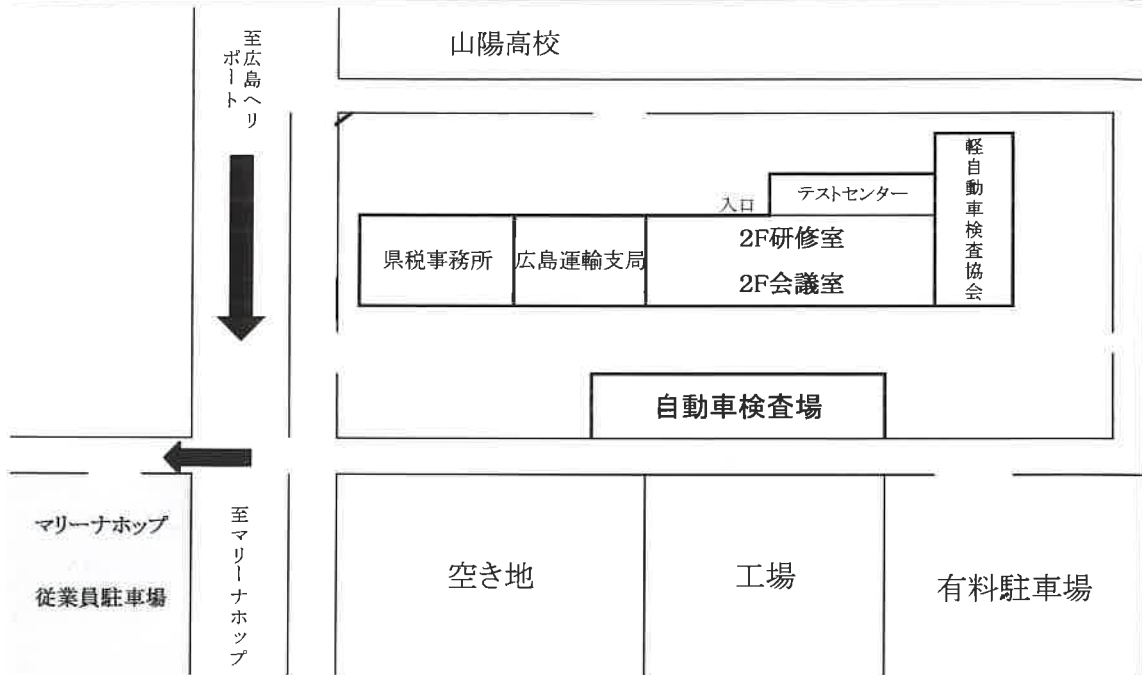 山陽高校
至広島ヘリ
ポート
軽自動車検査協会
テストセンター
入口
2F研修室
県税事務所
広島運輸支局
2F会議室
自動車検査場
マリーナホップ
従業員駐車場
至マリーナホップ
空き地
工場
有料駐車場